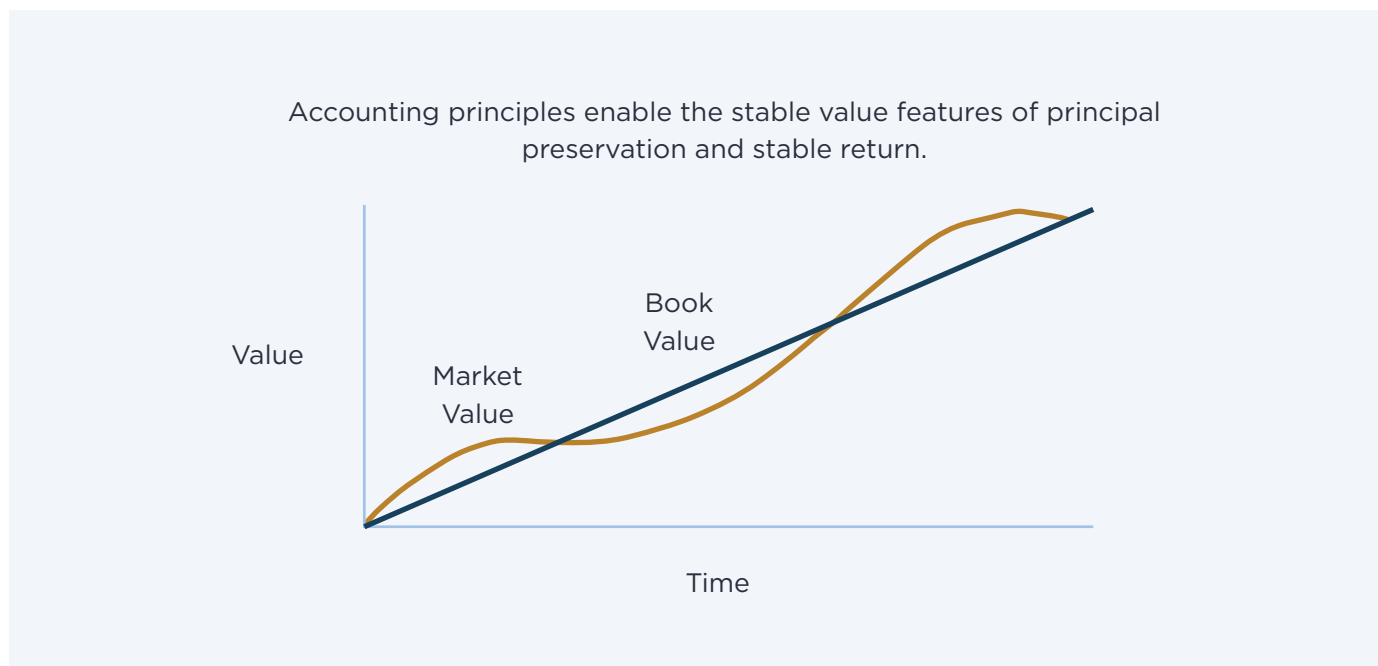 Accounting principles enable the stable value features of principal
preservation and stable return.
Book
Value
Value
Market
Value
Time